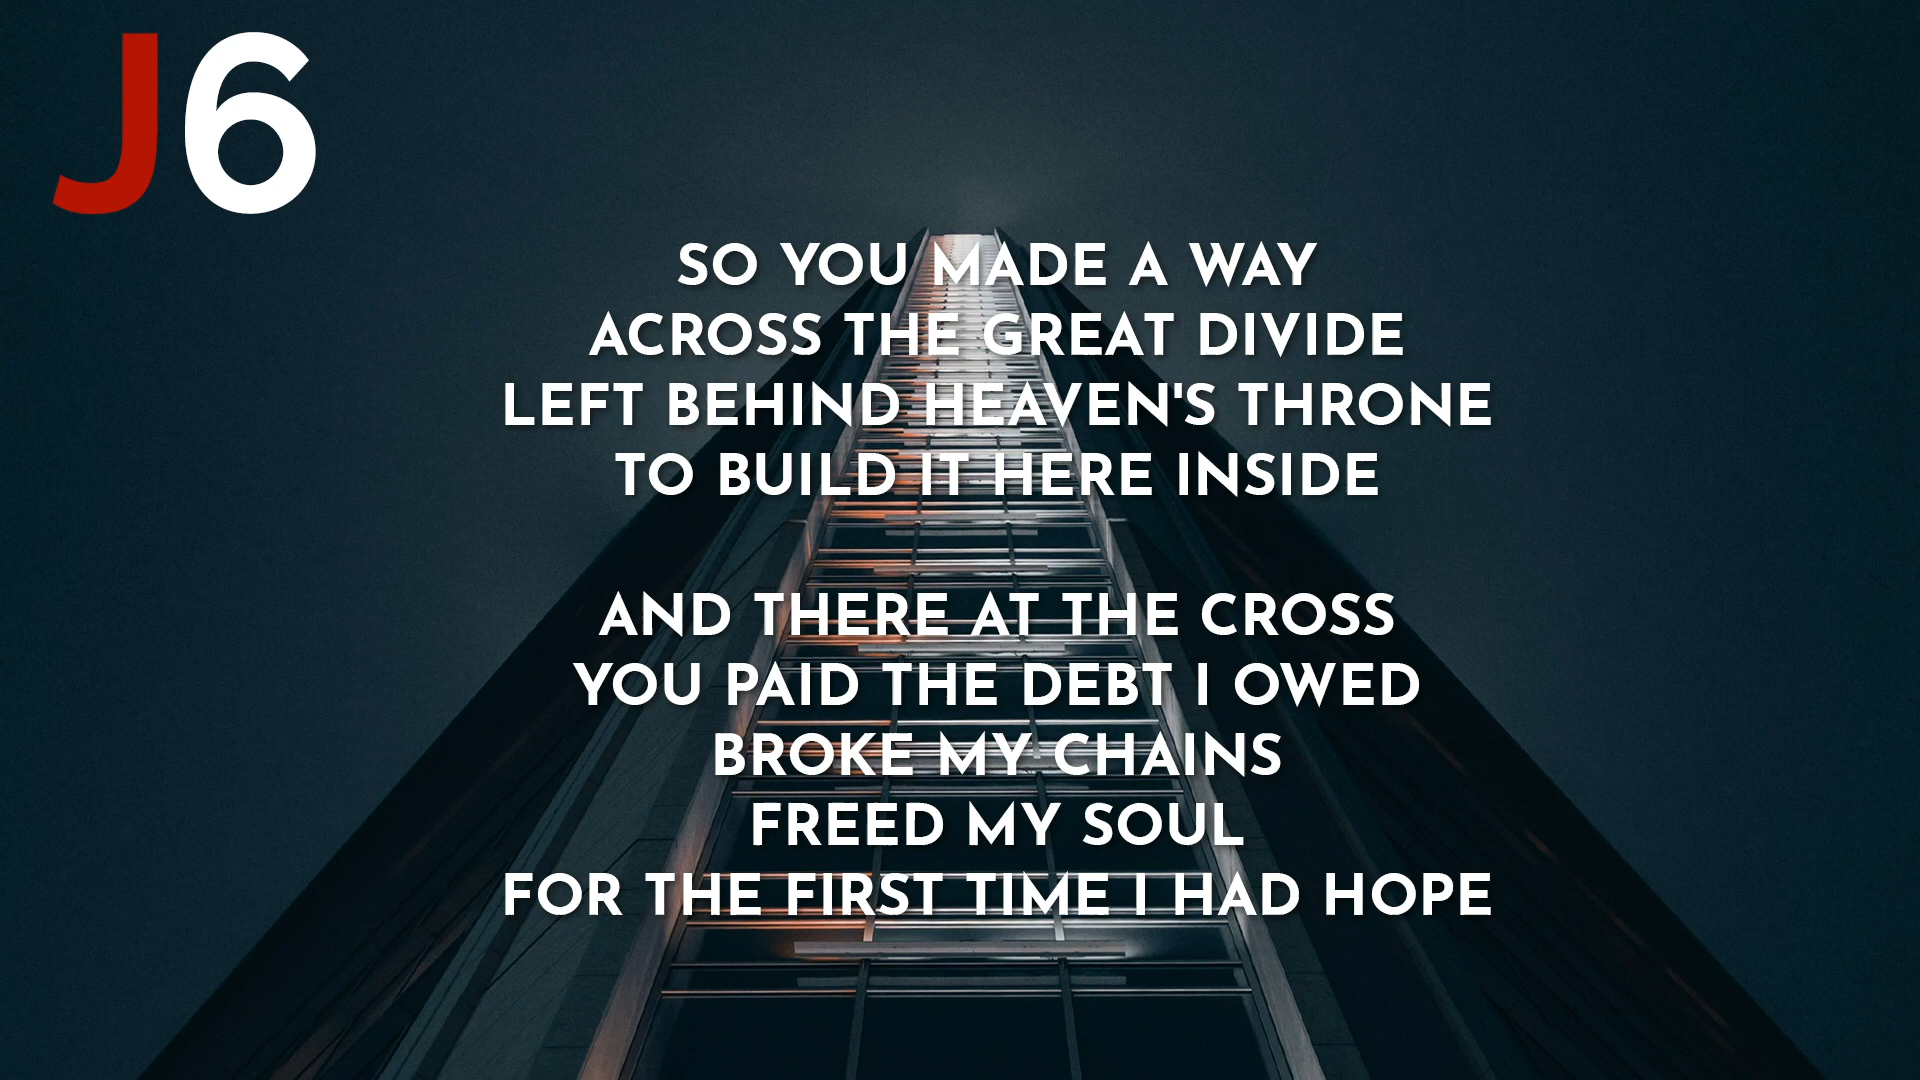 J6
SO YOU MADE A WAY
ACROSS THE GREAT DIVIDE
LEFT BEHIND HEAVEN'S THRONE
TO BUILD IT HERE INSIDE
AND THERE AT THE CROSS
YOU PAID THE DEBT I OWED
BROKE MY CHAINS
FREED MY SOUL
FOR THE FIRST TIME I HAD HOPE